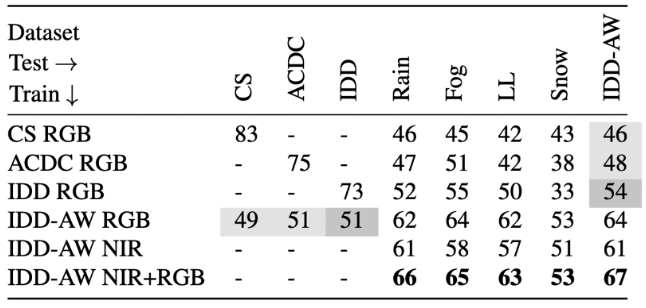 Dataset
Test →
Train ↓ CS ACDC IDD Rain Fog LL Snow IDD-AW
CS RGB 83 - - 46 45 42 43 46
ACDC RGB - 75 - 47 51 42 38 48
IDD RGB - - 73 52 55 50 33 54
IDD-AW RGB 49 51 51 62 64 62 53 64
IDD-AW NIR - - - 61 58 57 51 61
IDD-AW NIR+RGB - - - 66 65 63 53 67